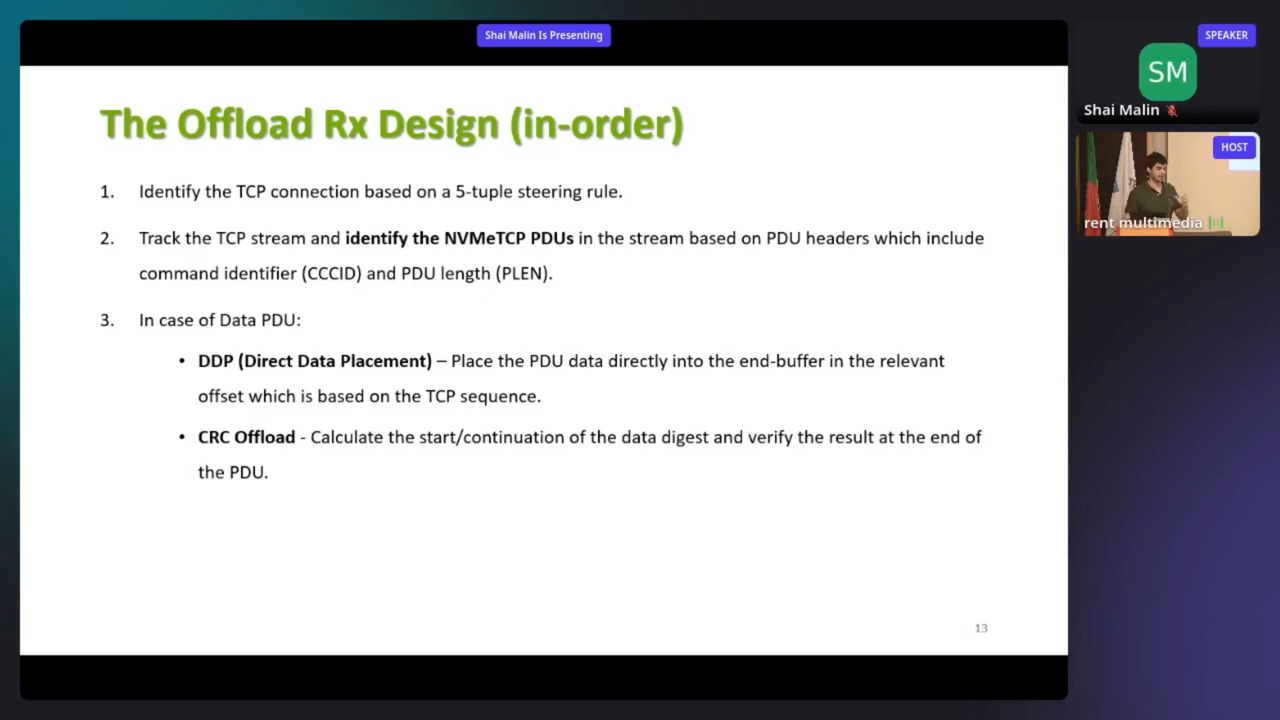 Shai Malin Is Presenting
SPEAKER
SM
Shai Malin
HOST
rent multimedia
The Offload Rx Design (in-order)
1. Identify the TCP connection based on a 5-tuple steering rule.
2. Track the TCP stream and identify the NVMeTCP PDUs in the stream based on PDU headers which include
command identifier (CCCID) and PDU length (PLEN).
3. In case of Data PDU:
• DDP (Direct Data Placement) – Place the PDU data directly into the end-buffer in the relevant
offset which is based on the TCP sequence.
• CRC Offload - Calculate the start/continuation of the data digest and verify the result at the end of
the PDU.
13